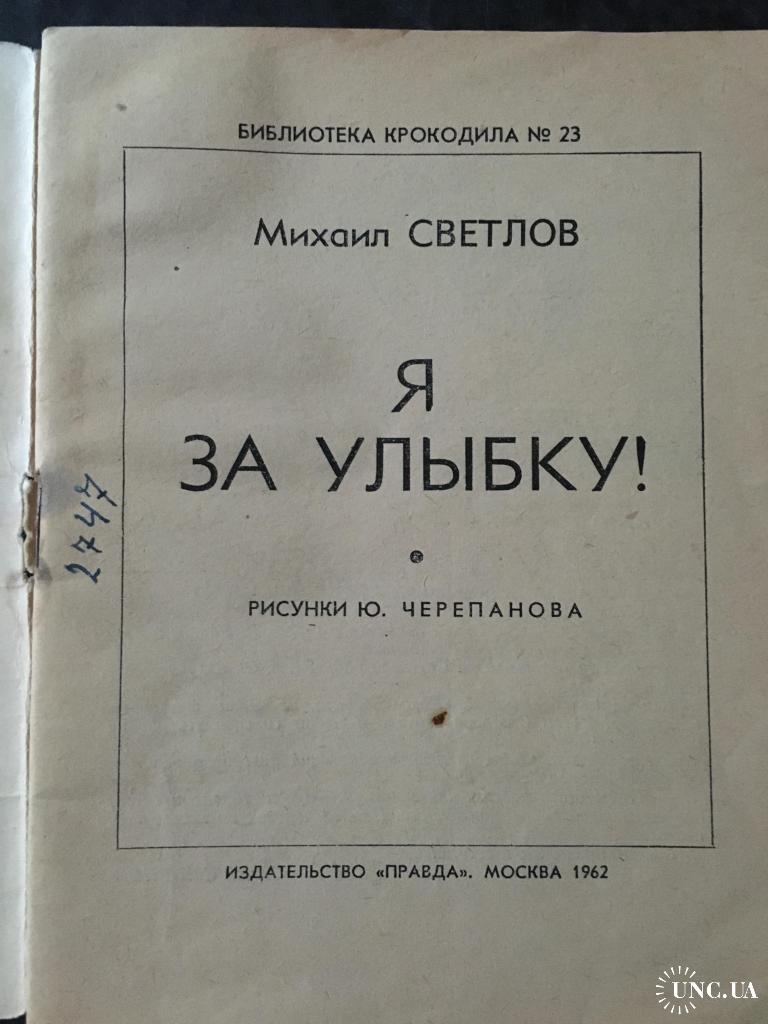 БИБЛИОТЕКА КРОКОДИЛА № 23
Михаил СВЕТЛОВ
Я
ЗА УЛЫБКУ!
РИСУНКИ Ю. ЧЕРЕПАНОВА
2747
ИЗДАТЕЛЬСТВО «ПРАВДА». МОСКВА 1962
UNC.UA